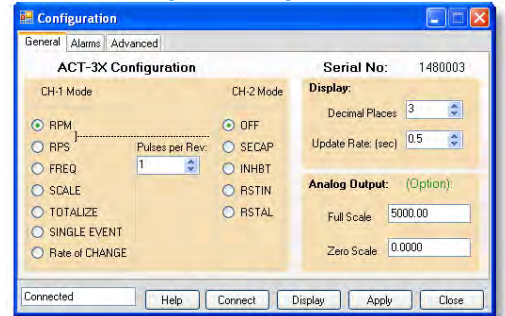 Configuration
General Alarms Advanced
ACT-3X Configuration
CH-1 Mode
CH-2 Mode
RPM
RPS
FREQ
SCALE
TOTALIZE
SINGLE EVENT
Rate of CHANGE
Pulses per Rev:
1
OFF
SECAP
INHBT
RSTIN
RSTAL
Serial No: 1480003
Display:
Decimal Places 3
Update Rate: (sec) 0.5
Analog Output: (Option):
Full Scale 5000.00
Zero Scale 0.0000
Connected Help Connect Display Apply Close